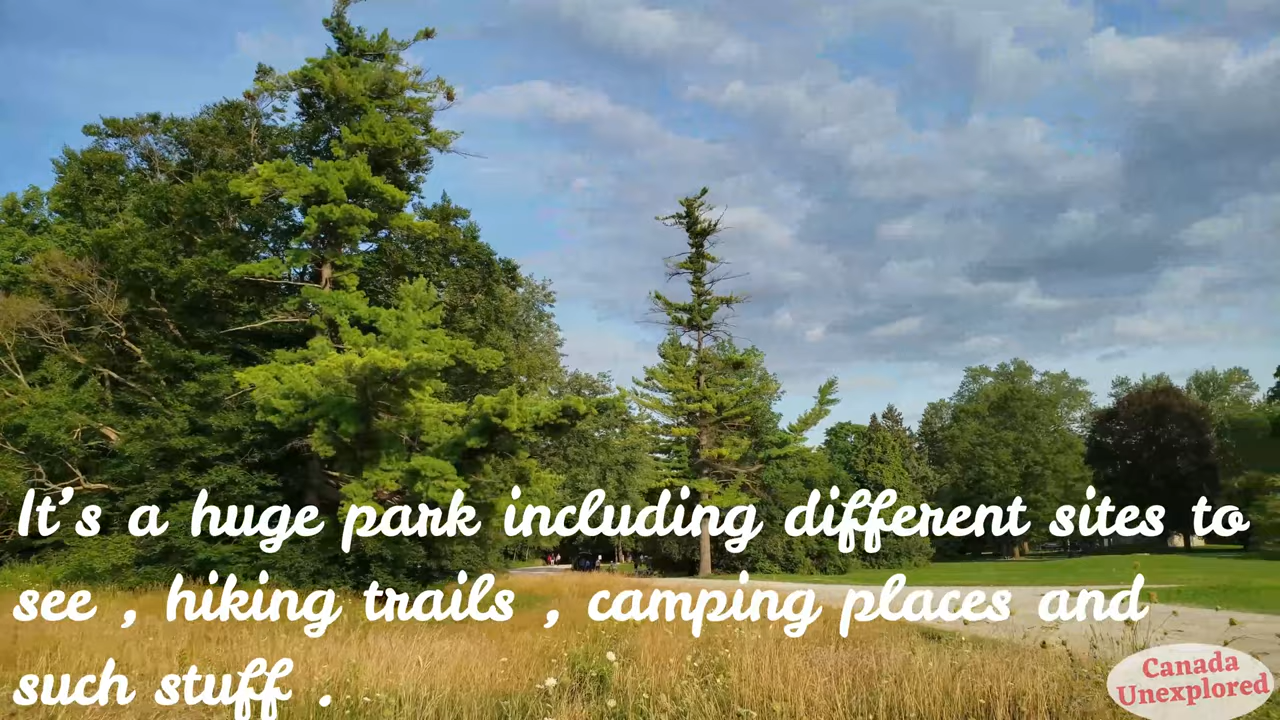 It's a huge park including different sites to
see , hiking trails , camping places and
such stuff .
Canada
Unexplored